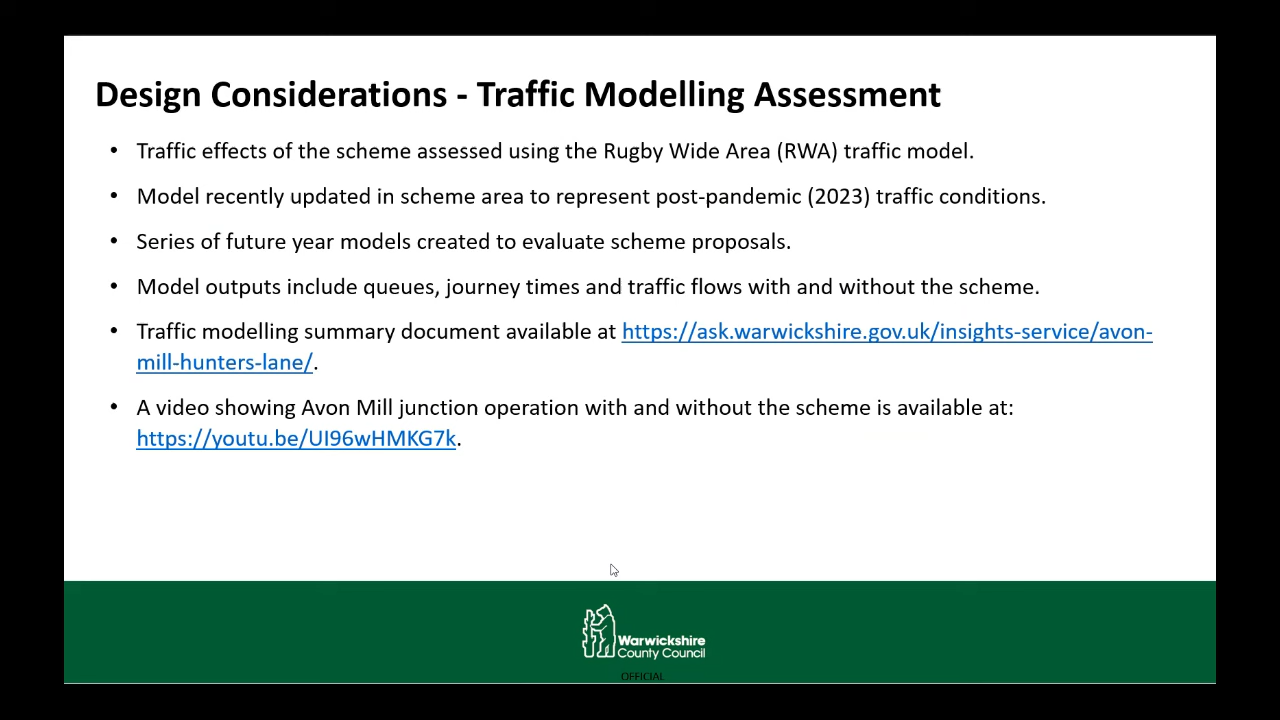 Design Considerations - Traffic Modelling Assessment
• Traffic effects of the scheme assessed using the Rugby Wide Area (RWA) traffic model.
• Model recently updated in scheme area to represent post-pandemic (2023) traffic conditions.
• Series of future year models created to evaluate scheme proposals.
• Model outputs include queues, journey times and traffic flows with and without the scheme.
• Traffic modelling summary document available at https://ask.warwickshire.gov.uk/insights-service/avon-
mill-hunters-lane/.
• A video showing Avon Mill junction operation with and without the scheme is available at:
https://youtu.be/UI96wHMKG7k.
Warwickshire
County Council
OFFICIAL